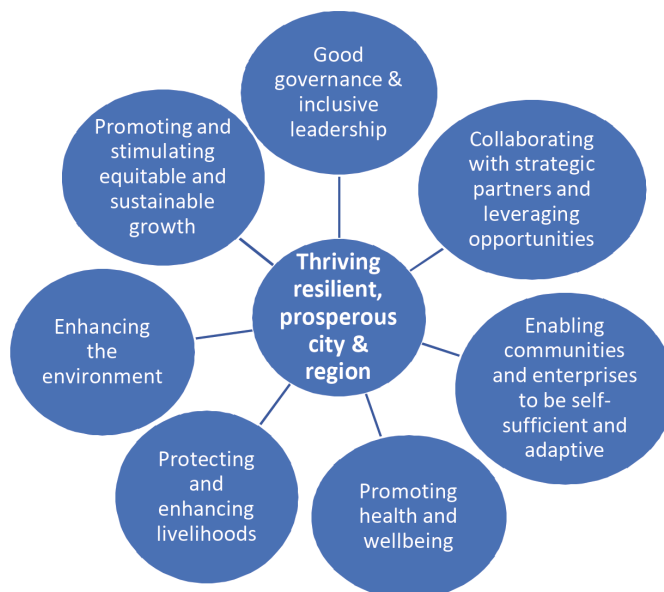 Good
governance &
inclusive
leadership
Collaborating
with strategic
partners and
leveraging
opportunities
Enabling
communities
and enterprises
to be self-
sufficient and
adaptive
Promoting
health and
wellbeing
Protecting
and
enhancing
livelihoods
Enhancing
the
environment
Promoting and
stimulating
equitable and
sustainable
growth
Thriving
resilient,
prosperous
city &
region